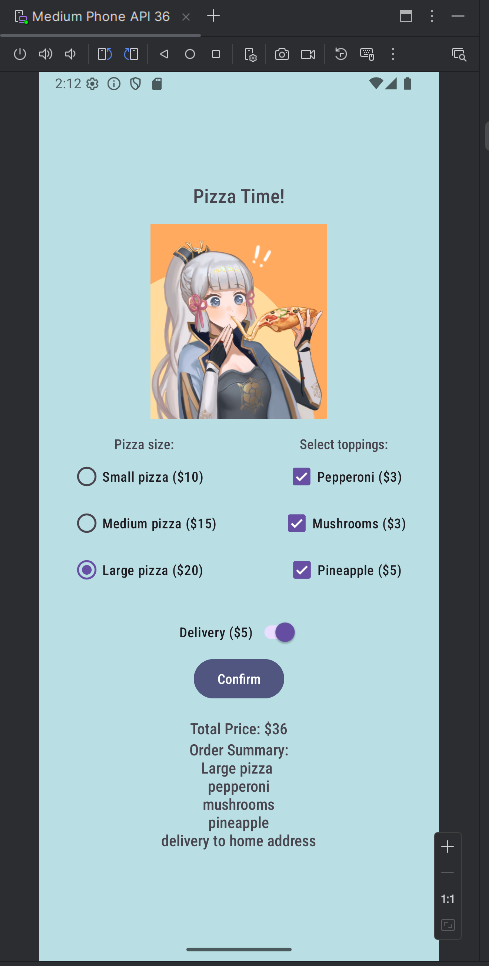 Medium Phone API 36
2:12
Pizza Time!
Pizza size:
Select toppings:
Small pizza ($10)
Pepperoni ($3)
Medium pizza ($15)
Mushrooms ($3)
Large pizza ($20)
Pineapple ($5)
Delivery ($5)
Confirm
Total Price: $36
Order Summary:
Large pizza
pepperoni
mushrooms
pineapple
delivery to home address
1:1